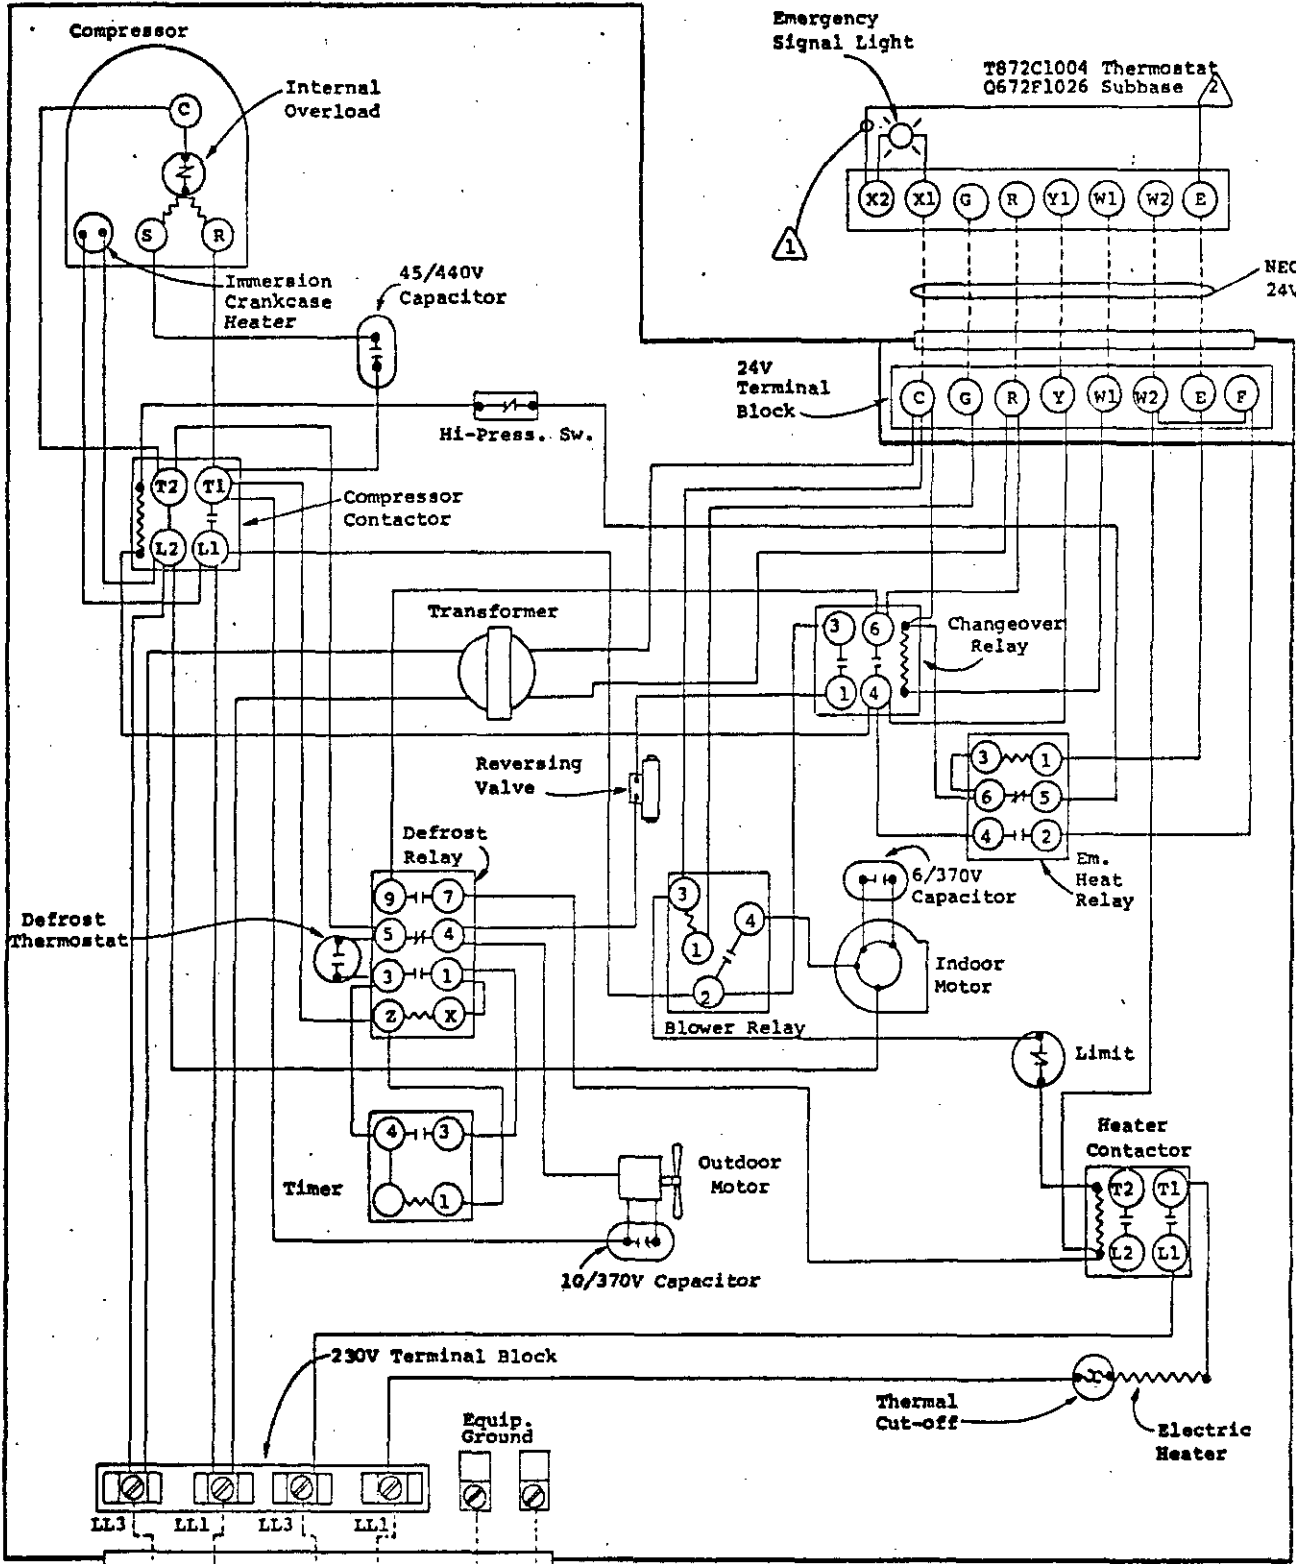 Compressor
Internal
Overload
C
S
R
Immersion
Crankcase
Heater
45/440V
Capacitor
Hi-Press. Sw.
T2
T1
L2
L1
Compressor
Contactor
Emergency
Signal Light
T872C1004 Thermostat
Q672F1026 Subbase
2
1
X2 X1 G R Y1 W1 W2 E
NEC
24V
24V
Terminal
Block
C G R Y W1 W2 E F
Transformer
3 6
1 4
Changeover
Relay
Reversing
Valve
3 1
6 5
4 2
Em.
Heat
Relay
Defrost
Relay
9 7
5 4
3 1
Z X
Defrost
Thermostat
3
4
1
2
Blower Relay
6/370V
Capacitor
Indoor
Motor
Limit
4 3
1
Timer
Outdoor
Motor
10/370V Capacitor
Heater
Contactor
T2 T1
L2 L1
230V Terminal Block
Thermal
Cut-off
Electric
Heater
Equip.
Ground
LL3 LL1 LL3 LL1